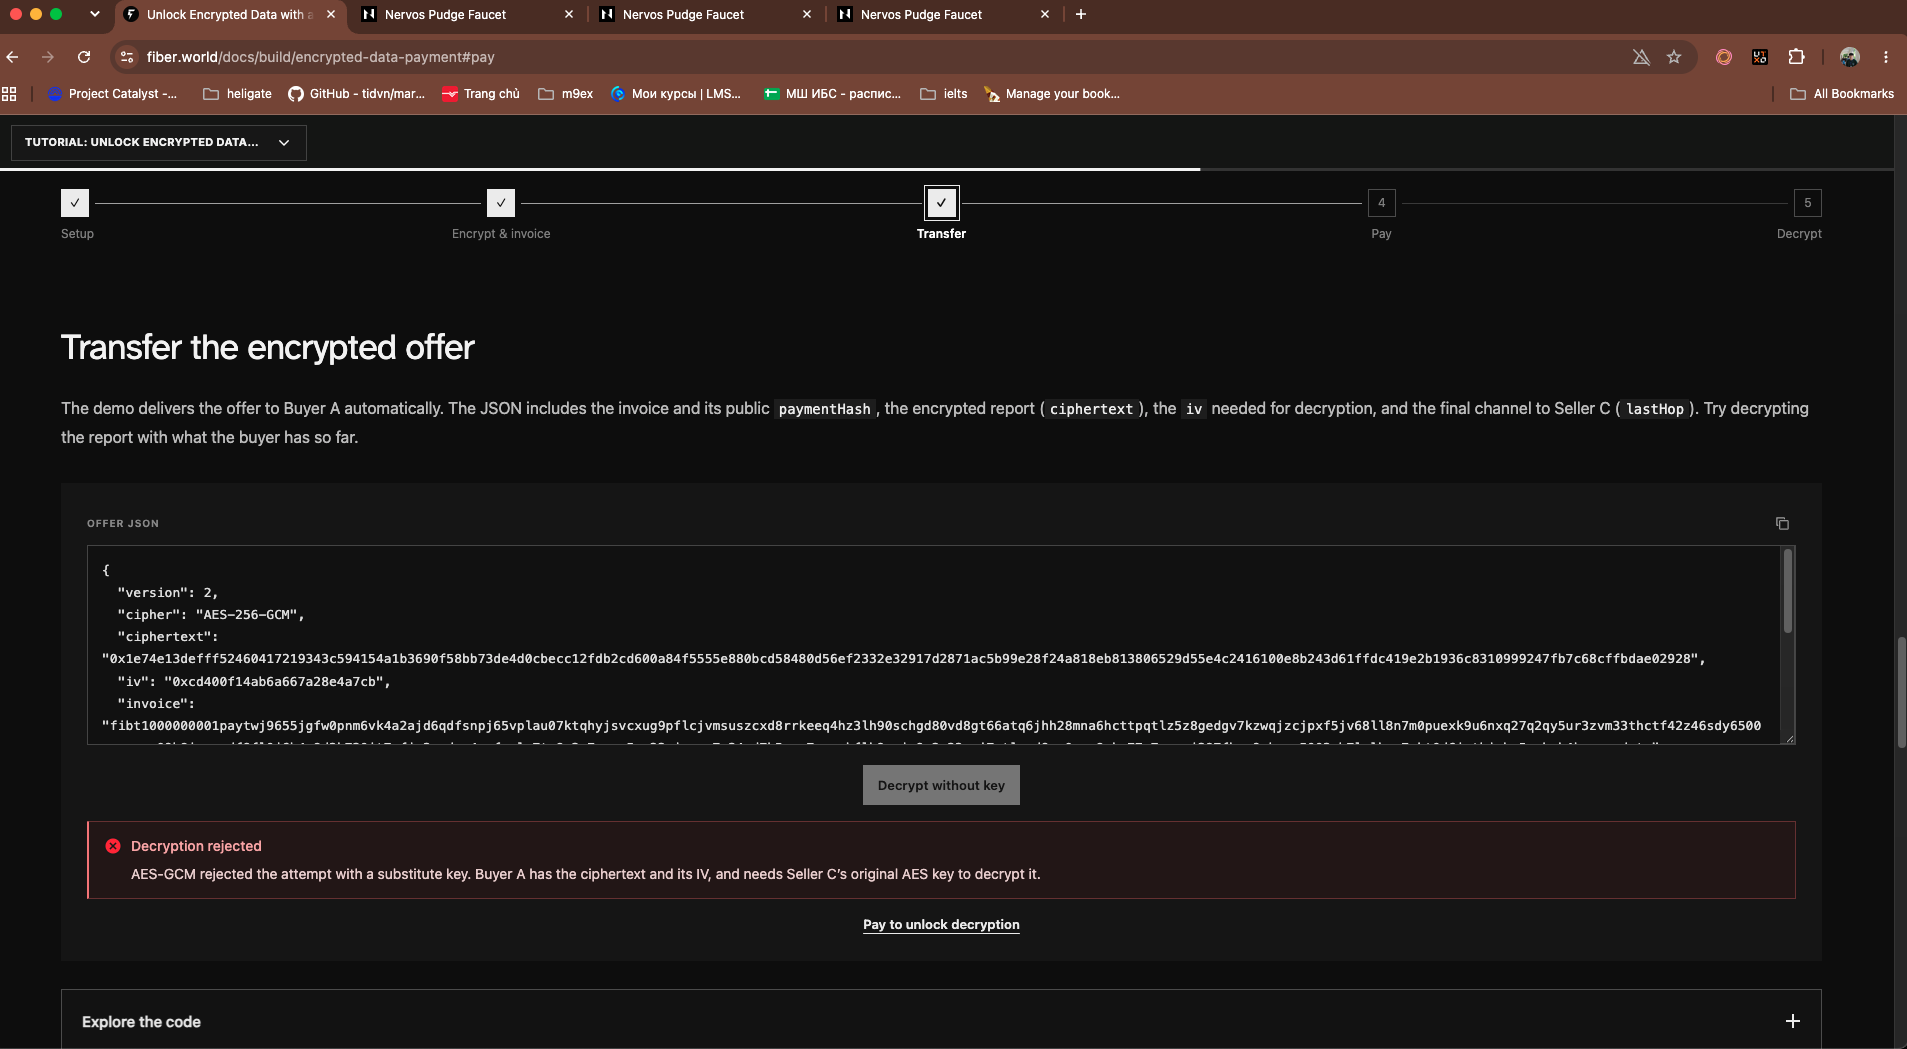 Unlock Encrypted Data with a
Nervos Pudge Faucet
Nervos Pudge Faucet
Nervos Pudge Faucet
fiber.world/docs/build/encrypted-data-payment#pay
Project Catalyst -...
heligate
GitHub - tidvn/mar...
Trang chủ
m9ex
Мои курсы | LMS...
МШ ИБС - распис...
ielts
Manage your book...
All Bookmarks
TUTORIAL: UNLOCK ENCRYPTED DATA...
4
5
Setup
Encrypt & invoice
Transfer
Pay
Decrypt
Transfer the encrypted offer
The demo delivers the offer to Buyer A automatically. The JSON includes the invoice and its public paymentHash, the encrypted report (ciphertext), the iv needed for decryption, and the final channel to Seller C (lastHop). Try decrypting
the report with what the buyer has so far.
OFFER JSON
{
"version": 2,
"cipher": "AES-256-GCM",
"ciphertext":
"0x1e74e13defff52460417219343c594154a1b3690f58bb73de4d0cbecc12fdb2cd600a84f5555e880bcd58480d56ef2332e32917d2871ac5b99e28f24a818eb813806529d55e4c2416100e8b243d61ffdc419e2b1936c8310999247fb7c68cffbdae02928",
"iv": "0xcd400f14ab6a667a28e4a7cb",
"invoice":
"fibt1000000001paytwj9655jgfw0pnm6vk4a2ajd6qdfsnpj65vplau07ktqhyjsvcxug9pflcjvmsuszcxd8rrkeeq4hz3lh90schgd80vd8gt66atq6jhh28mna6hcttpqtlz5z8gedgv7kzwqjzcjpxf5jv68ll8n7m0puexk9u6nxq27q2qy5ur3zvm33thctf42z46sdy6500
Decrypt without key
Decryption rejected
AES-GCM rejected the attempt with a substitute key. Buyer A has the ciphertext and its IV, and needs Seller C's original AES key to decrypt it.
Pay to unlock decryption
Explore the code